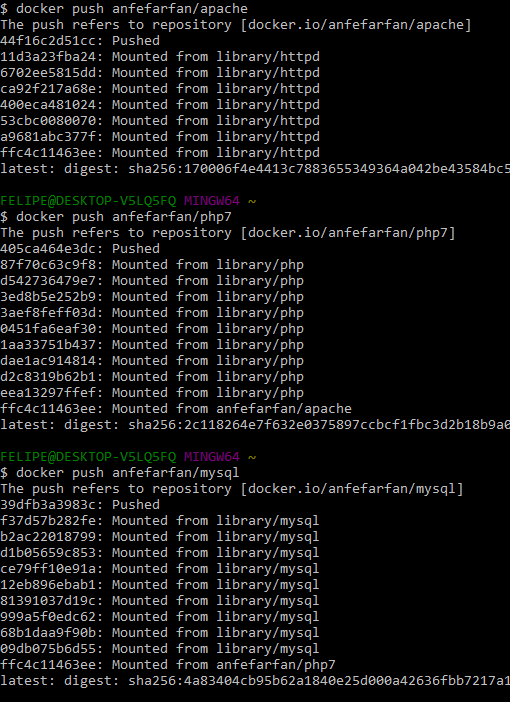 $ docker push anfefarfan/apache
The push refers to repository [docker.io/anfefarfan/apache]
44f16c2d51cc: Pushed
11d3a23fba24: Mounted from library/httpd
6702ee5815dd: Mounted from library/httpd
ca92f217a68e: Mounted from library/httpd
400eca481024: Mounted from library/httpd
53cbc0080070: Mounted from library/httpd
a9681abc377f: Mounted from library/httpd
ffc4c11463ee: Mounted from library/httpd
latest: digest: sha256:170006f4e4413c7883655349364a042be43584bc5
FELIPE@DESKTOP-V5LQ5FQ MINGW64 ~
$ docker push anfefarfan/php7
The push refers to repository [docker.io/anfefarfan/php7]
405ca464e3dc: Pushed
87f70c63c9f8: Mounted from library/php
d542736479e7: Mounted from library/php
3ed8b5e252b9: Mounted from library/php
3aef8feff03d: Mounted from library/php
0451fa6eaf30: Mounted from library/php
1aa33751b437: Mounted from library/php
dae1ac914814: Mounted from library/php
d2c8319b62b1: Mounted from library/php
eea13297ffef: Mounted from library/php
ffc4c11463ee: Mounted from anfefarfan/apache
latest: digest: sha256:2c118264e7f632e0375897ccbcf1fbc3d2b18b9a0
FELIPE@DESKTOP-V5LQ5FQ MINGW64 ~
$ docker push anfefarfan/mysql
The push refers to repository [docker.io/anfefarfan/mysql]
39dfb3a3983c: Pushed
f37d57b282fe: Mounted from library/mysql
b2ac22018799: Mounted from library/mysql
d1b05659c853: Mounted from library/mysql
ce79ff10e91a: Mounted from library/mysql
12eb896ebab1: Mounted from library/mysql
81391037d19c: Mounted from library/mysql
999a5f0edc62: Mounted from library/mysql
68b1daa9f90b: Mounted from library/mysql
09db075b6d55: Mounted from library/mysql
ffc4c11463ee: Mounted from anfefarfan/php7
latest: digest: sha256:4a83404cb95b62a1840e25d000a42636fbb7217a1